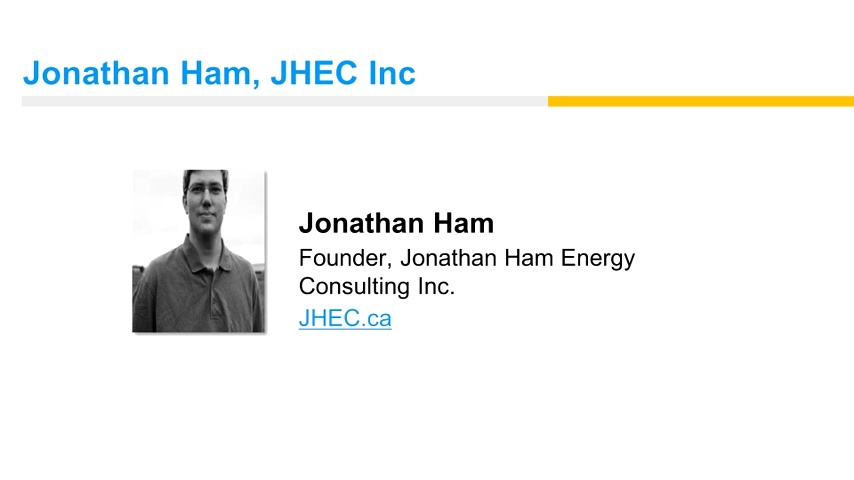 Jonathan Ham, JHEC Inc
Jonathan Ham
Founder, Jonathan Ham Energy
Consulting Inc.
JHEC.ca